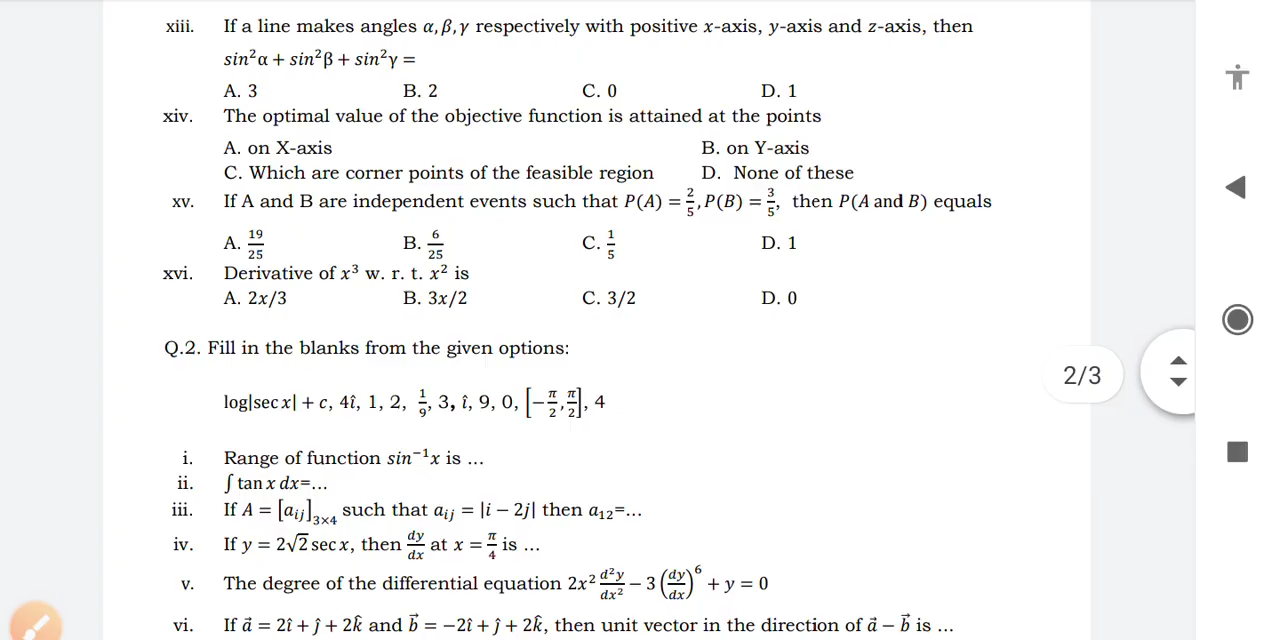 xiii. If a line makes angles α, β, γ respectively with positive x-axis, y-axis and z-axis, then
sin²α + sin²β + sin²γ =
A. 3 B. 2 C. 0 D. 1
xiv. The optimal value of the objective function is attained at the points
A. on X-axis B. on Y-axis
C. Which are corner points of the feasible region D. None of these
xv. If A and B are independent events such that P(A) = 2/5, P(B) = 3/5, then P(A and B) equals
A. 19/25 B. 6/25 C. 1/5 D. 1
xvi. Derivative of x³ w. r. t. x² is
A. 2x/3 B. 3x/2 C. 3/2 D. 0
Q.2. Fill in the blanks from the given options:
2/3
log|sec x| + c, 4î, 1, 2, 1/9, 3, î, 9, 0, [−π/2, π/2], 4
i. Range of function sin⁻¹x is ...
ii. ∫ tan x dx=...
iii. If A = [aᵢⱼ]₃ₓ₄ such that aᵢⱼ = |i − 2j| then a₁₂=...
iv. If y = 2√2 sec x, then dy/dx at x = π/4 is ...
v. The degree of the differential equation 2x² d²y/dx² − 3(dy/dx)⁶ + y = 0
vi. If a⃗ = 2î + ĵ + 2k̂ and b⃗ = −2î + ĵ + 2k̂, then unit vector in the direction of a⃗ − b⃗ is ...